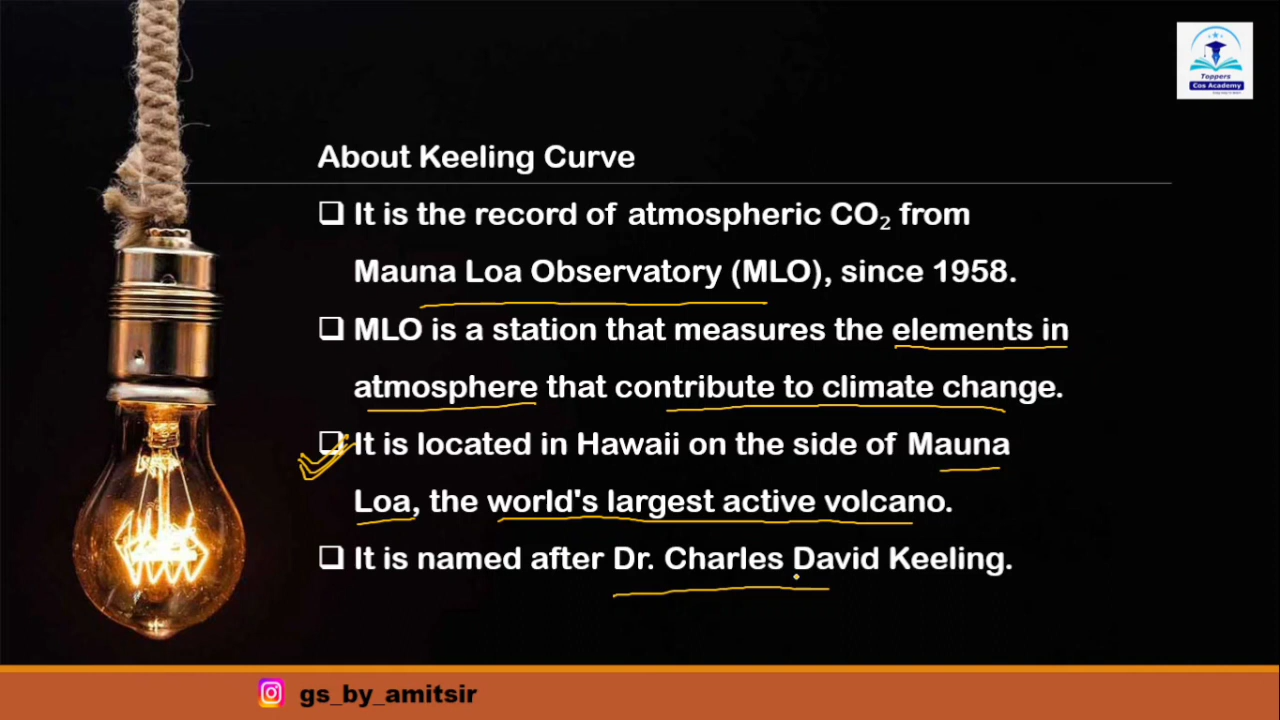 Toppers
Cos Academy
About Keeling Curve
❑ It is the record of atmospheric CO₂ from
Mauna Loa Observatory (MLO), since 1958.
❑ MLO is a station that measures the elements in
atmosphere that contribute to climate change.
❑ It is located in Hawaii on the side of Mauna
Loa, the world's largest active volcano.
❑ It is named after Dr. Charles David Keeling.
gs_by_amitsir